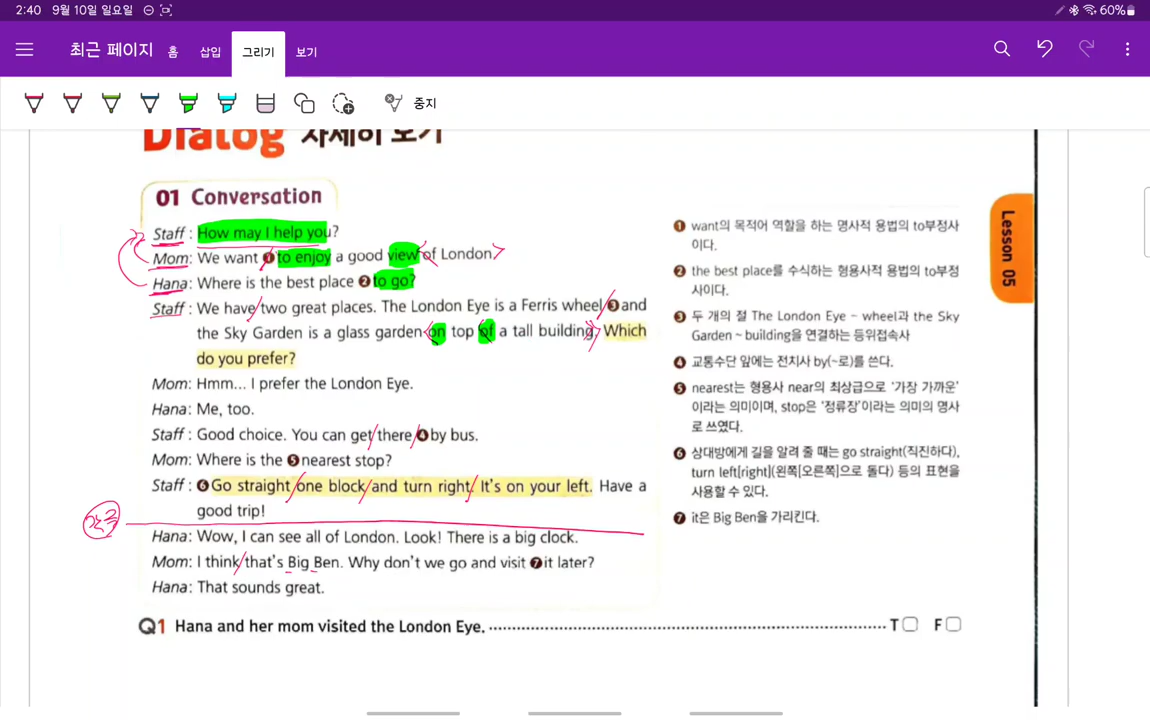 2:40 9월 10일 일요일 60%
최근 페이지 홈 삽입 그리기 보기
중지
Dialog 자세히 보기
01 Conversation
Staff : How may I help you?
Mom: We want ❶ to enjoy a good view of London.
Hana: Where is the best place ❷ to go?
Staff : We have two great places. The London Eye is a Ferris wheel ❸ and
the Sky Garden is a glass garden on top of a tall building. Which
do you prefer?
Mom: Hmm... I prefer the London Eye.
Hana: Me, too.
Staff : Good choice. You can get there ❹ by bus.
Mom: Where is the ❺ nearest stop?
Staff : ❻ Go straight one block and turn right. It's on your left. Have a
good trip!
Hana: Wow, I can see all of London. Look! There is a big clock.
Mom: I think that's Big Ben. Why don't we go and visit ❼ it later?
Hana: That sounds great.
Q1 Hana and her mom visited the London Eye. T F
❶ want의 목적어 역할을 하는 명사적 용법의 to부정사
이다.
❷ the best place를 수식하는 형용사적 용법의 to부정
사이다.
❸ 두 개의 절 The London Eye ~ wheel과 the Sky
Garden ~ building을 연결하는 등위접속사
❹ 교통수단 앞에는 전치사 by(~로)를 쓴다.
❺ nearest는 형용사 near의 최상급으로 '가장 가까운'
이라는 의미이며, stop은 '정류장'이라는 의미의 명사
로 쓰였다.
❻ 상대방에게 길을 알려 줄 때는 go straight(직진하다),
turn left[right](왼쪽[오른쪽]으로 돌다) 등의 표현을
사용할 수 있다.
❼ it은 Big Ben을 가리킨다.
Lesson 05